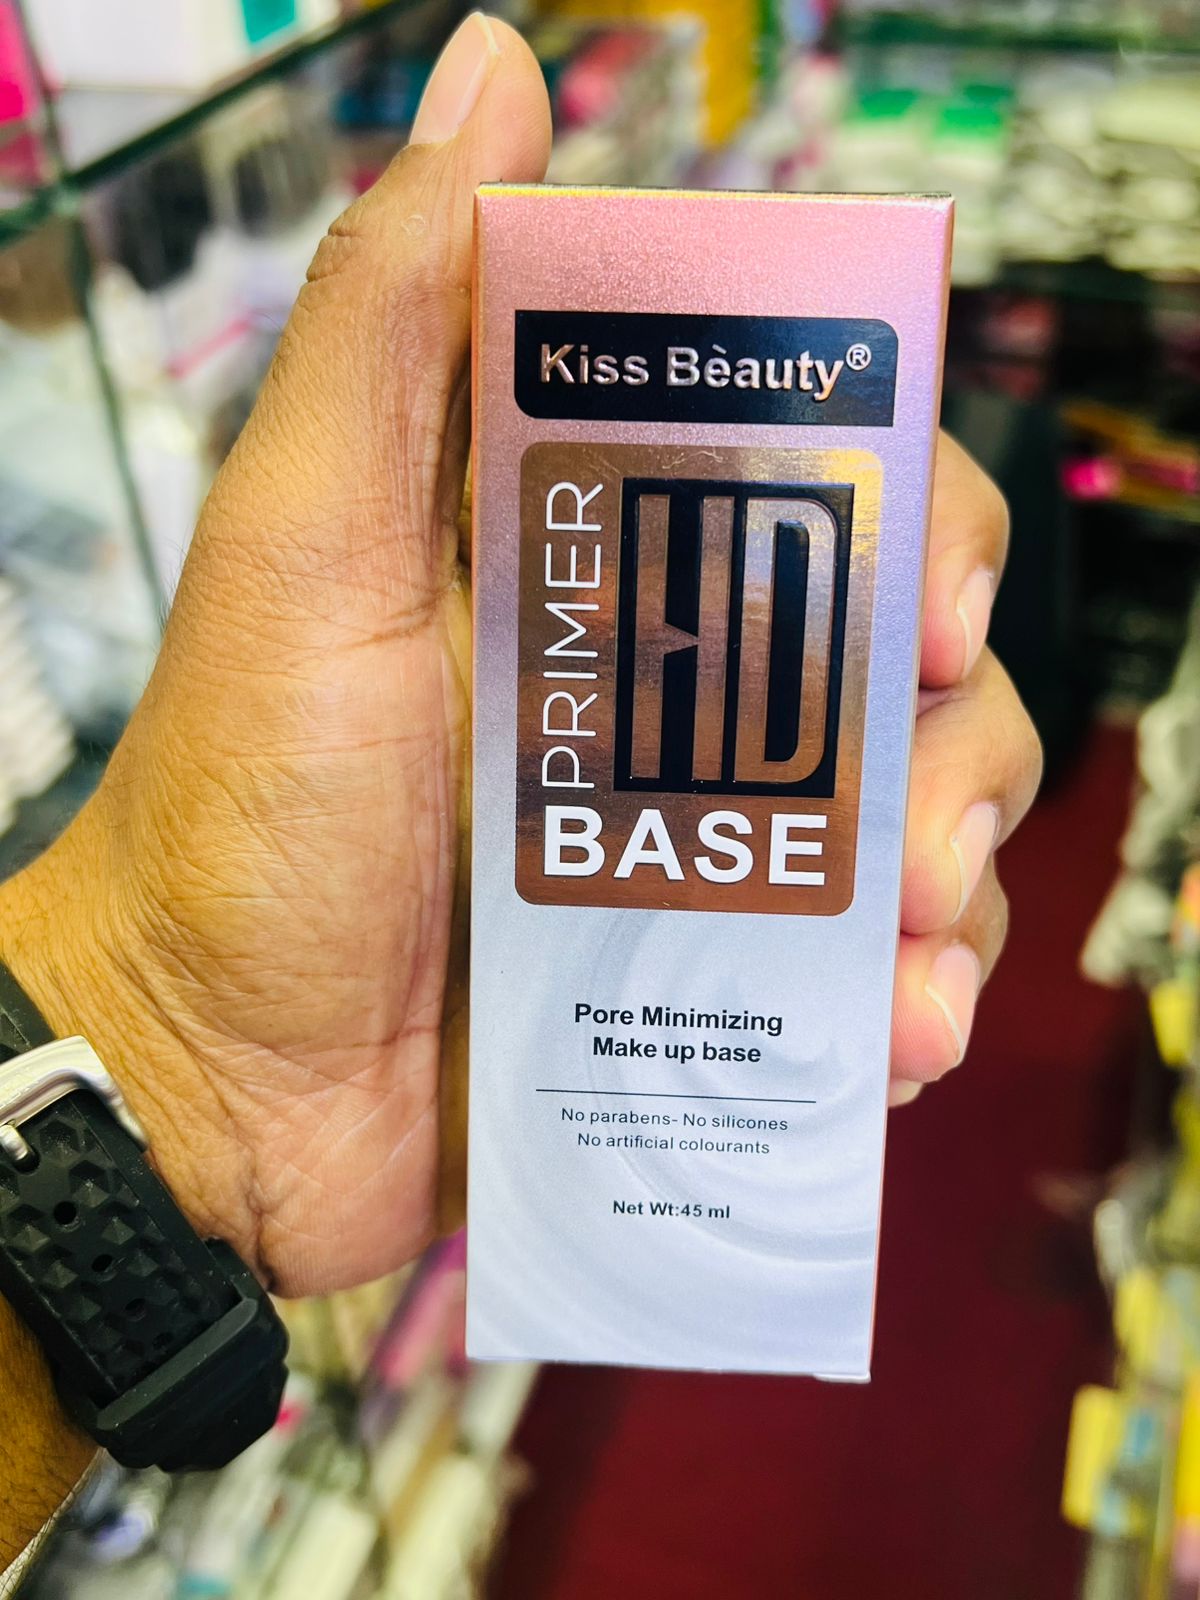 Kiss Bèauty®
PRIMER
HD
BASE
Pore Minimizing
Make up base
No parabens- No silicones
No artificial colourants
Net Wt:45 ml